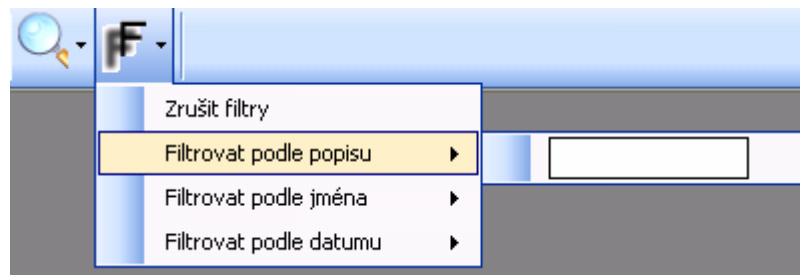 F
Zrušit filtry
Filtrovat podle popisu
Filtrovat podle jména
Filtrovat podle datumu